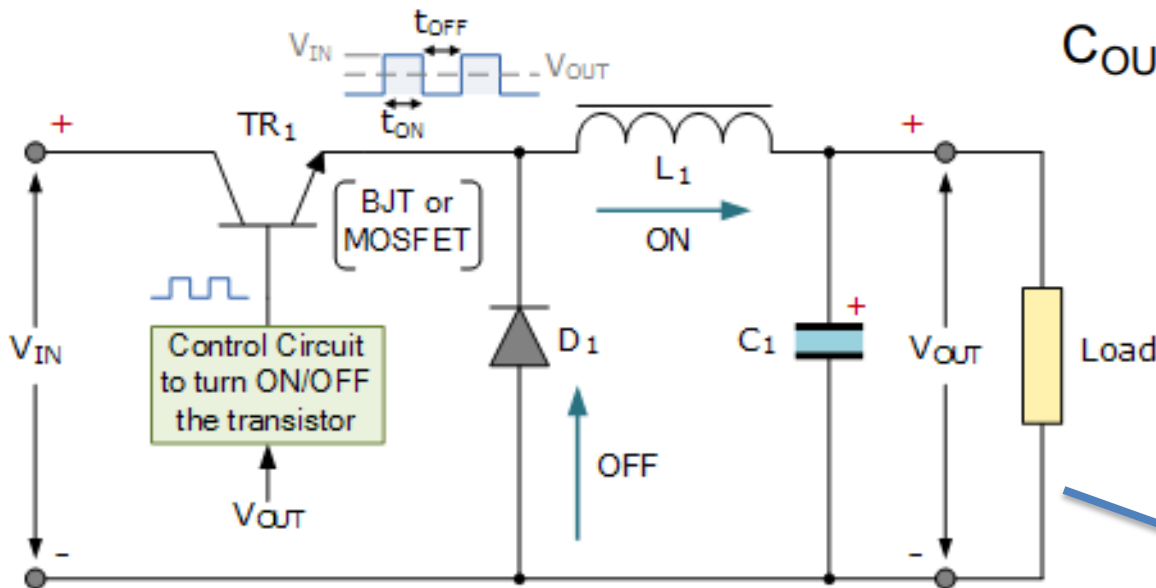 tOFF
VIN
VOUT
COU
tON
+
TR1
+
L1
BJT or
MOSFET
ON
VIN
Control Circuit
to turn ON/OFF
the transistor
D1
C1
+
VOUT
Load
OFF
VOUT
-
-